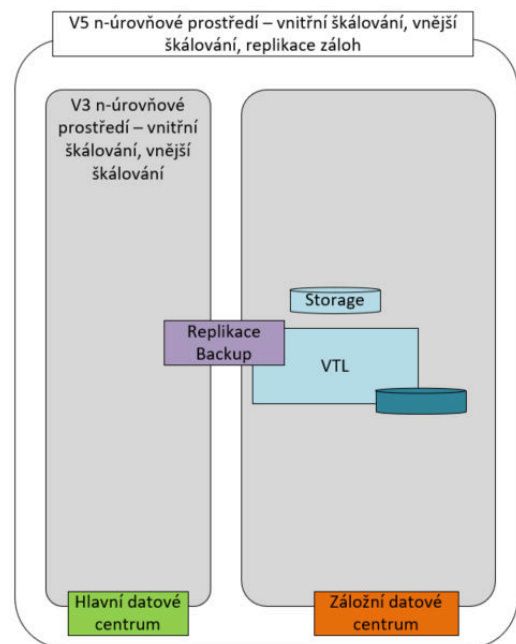 V5 n-úrovňové prostředí – vnitřní škálování, vnější
škálování, replikace záloh
V3 n-úrovňové
prostředí – vnitřní
škálování, vnější
škálování
Storage
Replikace
Backup
VTL
Hlavní datové
centrum
Záložní datové
centrum